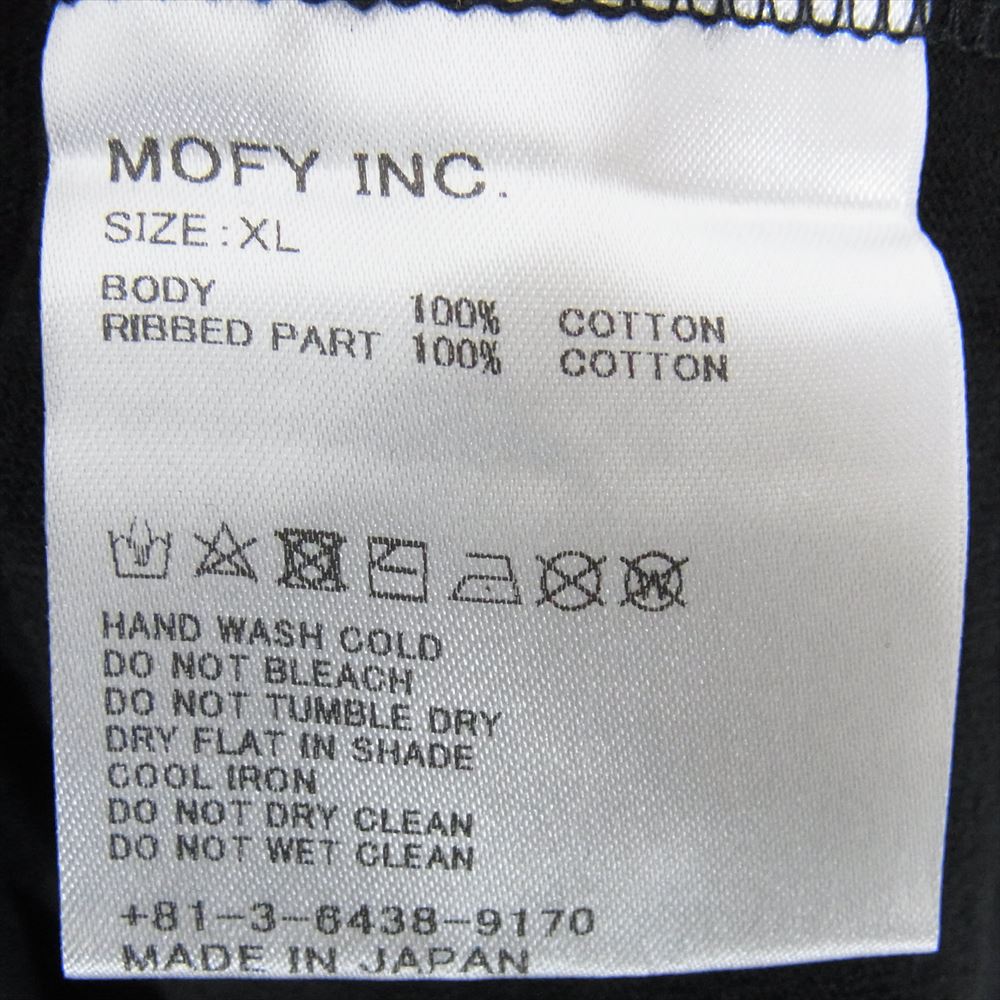 MOFY INC.
SIZE:XL
BODY 100% COTTON
RIBBED PART 100% COTTON
W
HAND WASH COLD
DO NOT BLEACH
DO NOT TUMBLE DRY
DRY FLAT IN SHADE
COOL IRON
DO NOT DRY CLEAN
DO NOT WET CLEAN
+81-3-6438-9170
MADE IN JAPAN